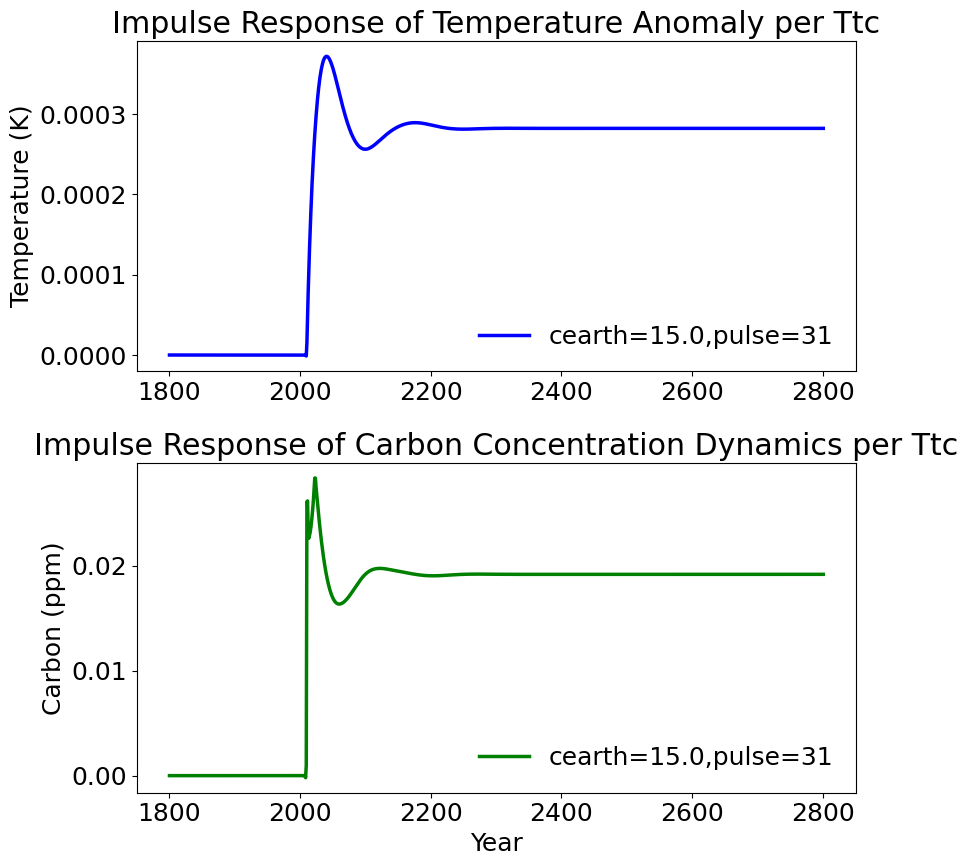 Impulse Response of Temperature Anomaly per Ttc
Temperature (K)
0.0003
0.0002
0.0001
0.0000
cearth=15.0,pulse=31
1800 2000 2200 2400 2600 2800
Impulse Response of Carbon Concentration Dynamics per Ttc
Carbon (ppm)
0.02
0.01
0.00
cearth=15.0,pulse=31
1800 2000 2200 2400 2600 2800
Year